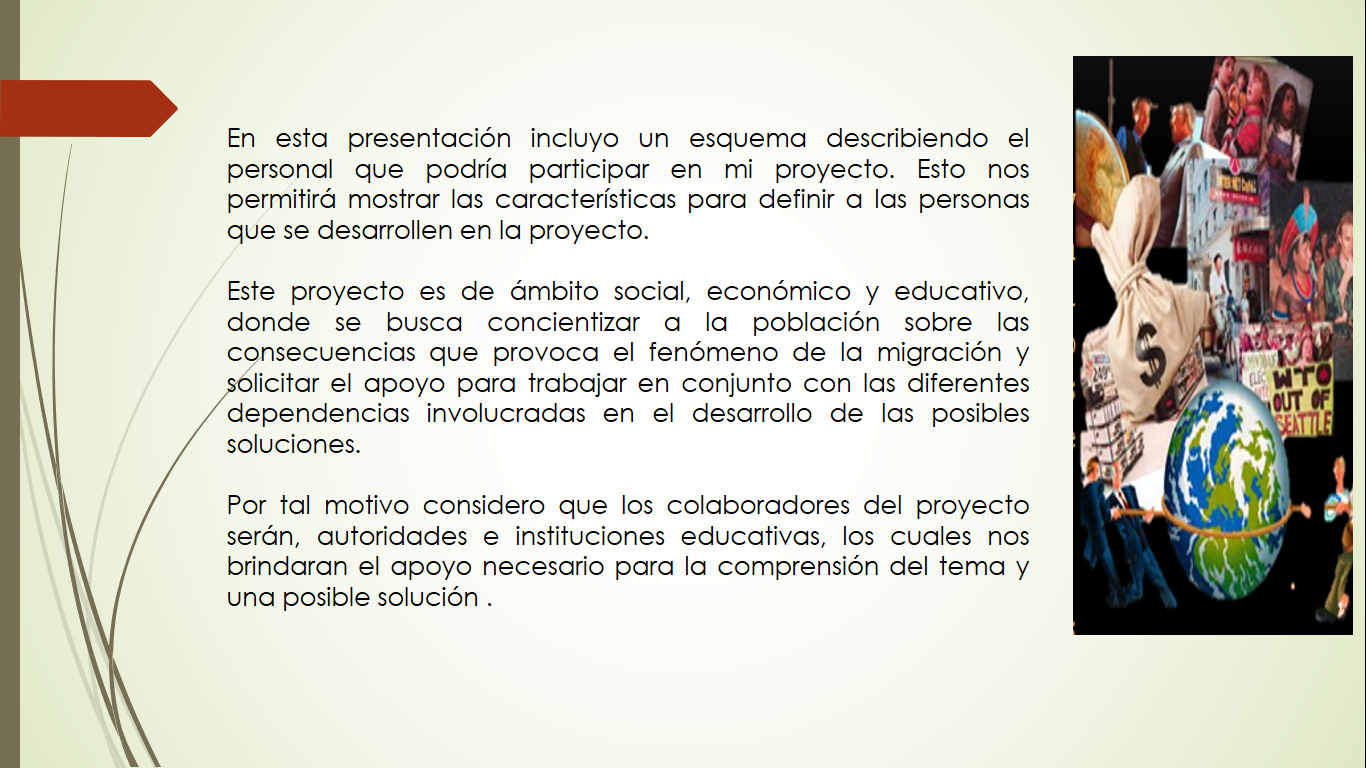 En esta presentación incluyo un esquema describiendo el
personal que podría participar en mi proyecto. Esto nos
permitirá mostrar las características para definir a las personas
que se desarrollen en la proyecto.
Este proyecto es de ámbito social, económico y educativo,
donde se busca concientizar a la población sobre las
consecuencias que provoca el fenómeno de la migración y
solicitar el apoyo para trabajar en conjunto con las diferentes
dependencias involucradas en el desarrollo de las posibles
soluciones.
Por tal motivo considero que los colaboradores del proyecto
serán, autoridades e instituciones educativas, los cuales nos
brindaran el apoyo necesario para la comprensión del tema y
una posible solución .
$
WTO
OUT OF
SEATTLE